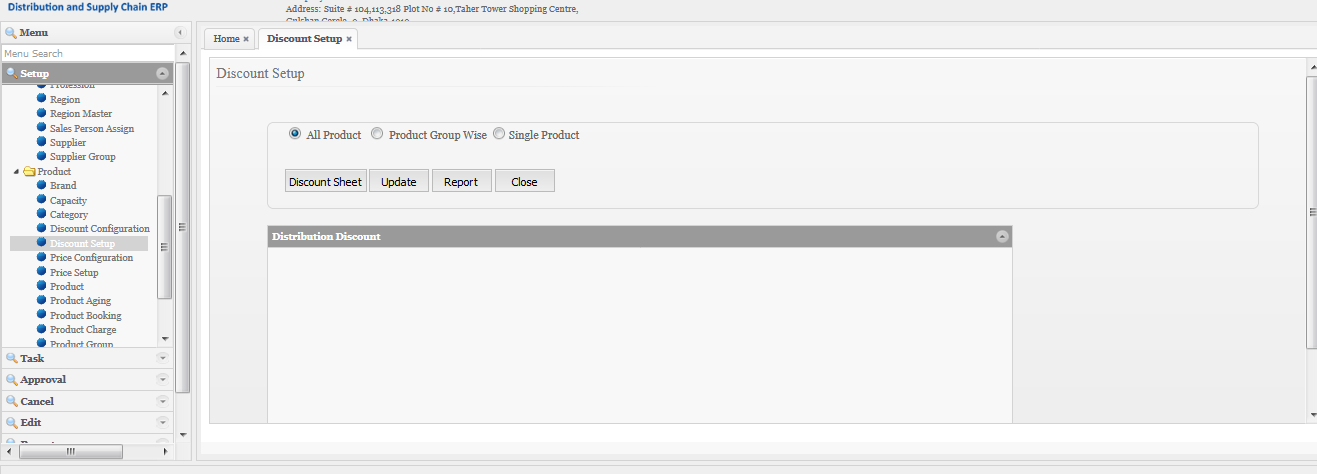 Distribution and Supply Chain ERP
Address: Suite # 104,113,318 Plot No # 10,Taher Tower Shopping Centre,
Menu
Menu Search
Setup
Profession
Region
Region Master
Sales Person Assign
Supplier
Supplier Group
Product
Brand
Capacity
Category
Discount Configuration
Discount Setup
Price Configuration
Price Setup
Product
Product Aging
Product Booking
Product Charge
Product Group
Task
Approval
Cancel
Edit
Home
Discount Setup
Discount Setup
All Product Product Group Wise Single Product
Discount Sheet Update Report Close
Distribution Discount